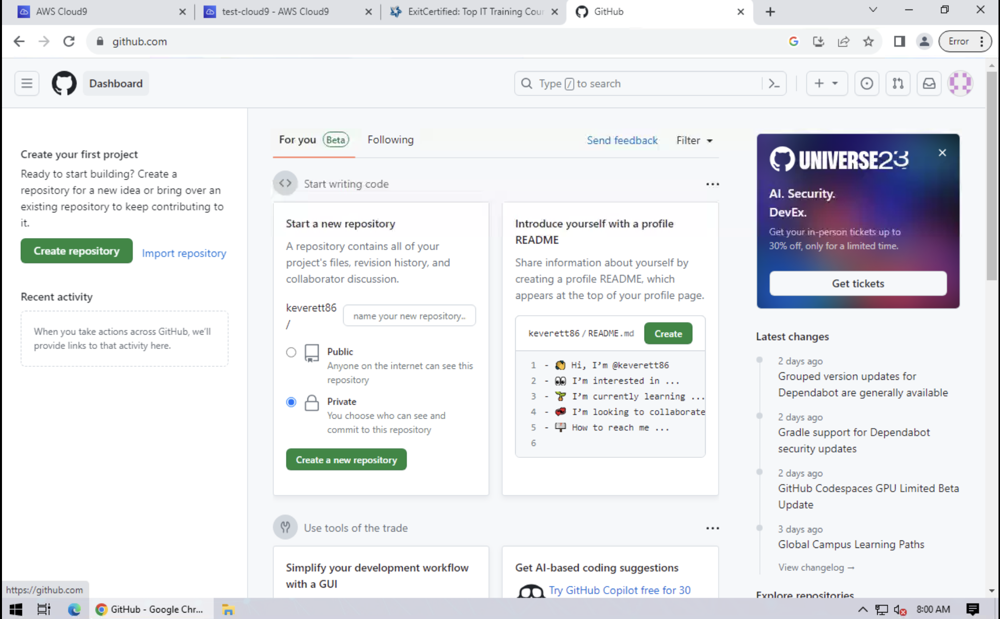 AWS Cloud9
test-cloud9 - AWS Cloud9
ExitCertified: Top IT Training Cour
GitHub
github.com
Error
Dashboard
Type / to search
Create your first project
Ready to start building? Create a
repository for a new idea or bring over an
existing repository to keep contributing to
it.
Create repository
Import repository
Recent activity
When you take actions across GitHub, we'll
provide links to that activity here.
For you Beta
Following
Send feedback
Filter
Start writing code
Start a new repository
A repository contains all of your
project's files, revision history, and
collaborator discussion.
keverett86
/
name your new repository...
Public
Anyone on the internet can see this
repository
Private
You choose who can see and
commit to this repository
Create a new repository
Introduce yourself with a profile
README
Share information about yourself by
creating a profile README, which
appears at the top of your profile page.
keverett86 / README.md
Create
1 - 👋 Hi, I'm @keverett86
2 - 👀 I'm interested in ...
3 - 🌱 I'm currently learning ...
4 - 💞️ I'm looking to collaborate
5 - 📫 How to reach me ...
6
Use tools of the trade
Simplify your development workflow
with a GUI
Get AI-based coding suggestions
Try GitHub Copilot free for 30
UNIVERSE23
AI. Security.
DevEx.
Get your in-person tickets up to
30% off, only for a limited time.
Get tickets
Latest changes
2 days ago
Grouped version updates for
Dependabot are generally available
2 days ago
Gradle support for Dependabot
security updates
2 days ago
GitHub Codespaces GPU Limited Beta
Update
3 days ago
Global Campus Learning Paths
View changelog →
Explore repositories
https://github.com
GitHub - Google Chr...
8:00 AM